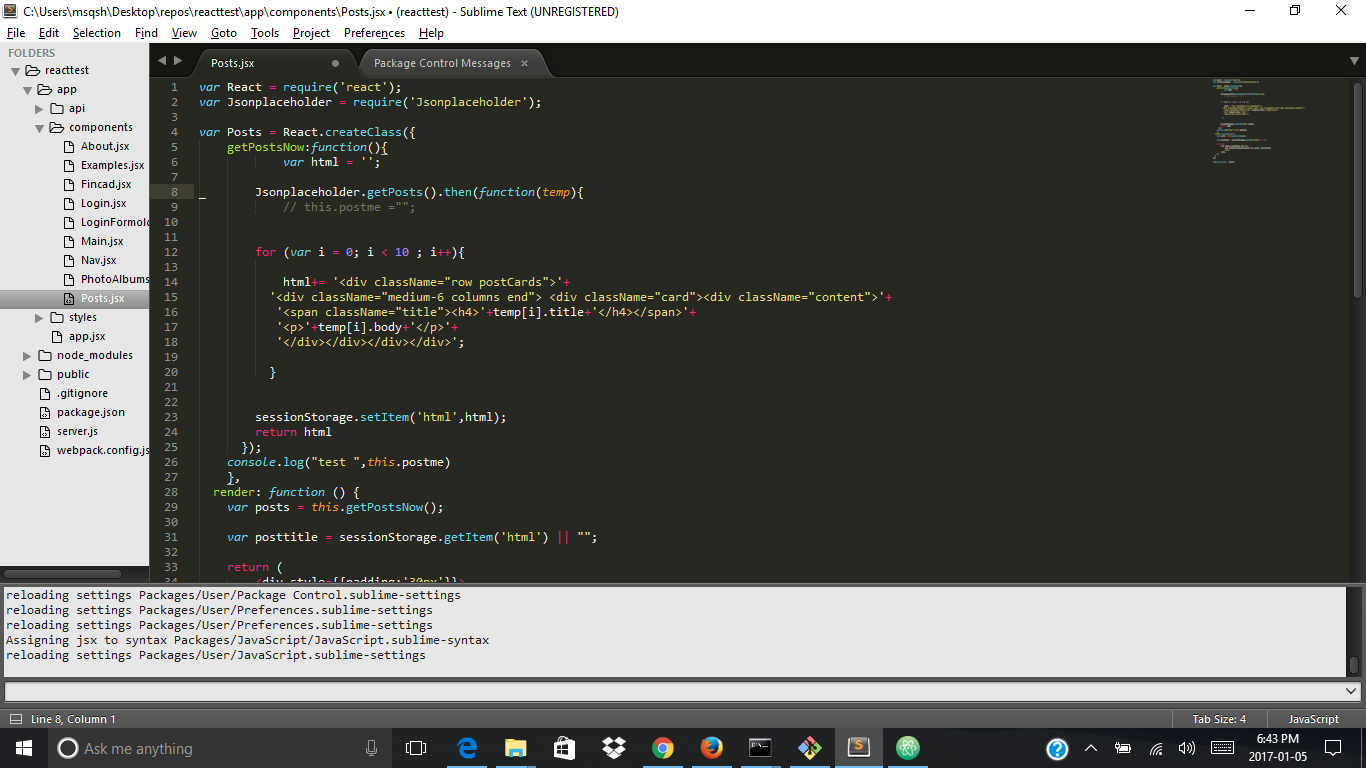 C:\Users\msqsh\Desktop\repos\reacttest\app\components\Posts.jsx • (reacttest) - Sublime Text (UNREGISTERED)
File Edit Selection Find View Goto Tools Project Preferences Help
FOLDERS
reacttest
app
api
components
About.jsx
Examples.jsx
Fincad.jsx
Login.jsx
LoginFormold
Main.jsx
Nav.jsx
PhotoAlbums
Posts.jsx
styles
app.jsx
node_modules
public
.gitignore
package.json
server.js
webpack.config.js
Posts.jsx Package Control Messages
1 var React = require('react');
2 var Jsonplaceholder = require('Jsonplaceholder');
3
4 var Posts = React.createClass({
5 getPostsNow:function(){
6 var html = '';
7
8 Jsonplaceholder.getPosts().then(function(temp){
9 // this.postme ="";
10
11
12 for (var i = 0; i < 10 ; i++){
13
14 html+= '<div className="row postCards">'+
15 '<div className="medium-6 columns end"> <div className="card"><div className="content">'+
16 '<span className="title"><h4>'+temp[i].title+'</h4></span>'+
17 '<p>'+temp[i].body+'</p>'+
18 '</div></div></div></div>';
19
20 }
21
22
23 sessionStorage.setItem('html',html);
24 return html
25 });
26 console.log("test ",this.postme)
27 },
28 render: function () {
29 var posts = this.getPostsNow();
30
31 var posttitle = sessionStorage.getItem('html') || "";
32
33 return (
34 <div style={{padding:'30px'}}>
reloading settings Packages/User/Package Control.sublime-settings
reloading settings Packages/User/Preferences.sublime-settings
reloading settings Packages/User/Preferences.sublime-settings
Assigning jsx to syntax Packages/JavaScript/JavaScript.sublime-syntax
reloading settings Packages/User/JavaScript.sublime-settings
Line 8, Column 1 Tab Size: 4 JavaScript
Ask me anything
6:43 PM
2017-01-05